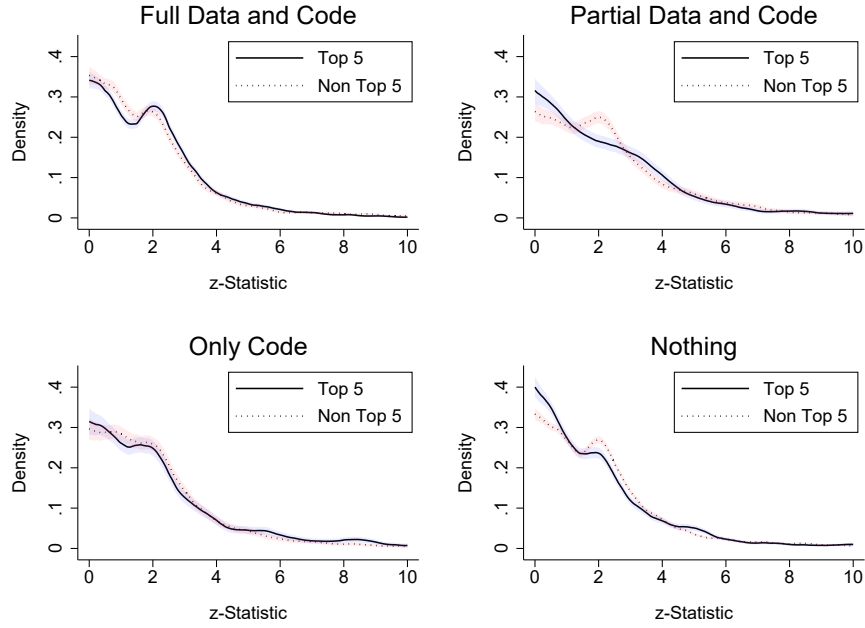 Full Data and Code
Top 5
Non Top 5
Density
0 .1 .2 .3 .4
0 2 4 6 8 10
z-Statistic
Partial Data and Code
Top 5
Non Top 5
Density
0 .1 .2 .3 .4
0 2 4 6 8 10
z-Statistic
Only Code
Top 5
Non Top 5
Density
0 .1 .2 .3 .4
0 2 4 6 8 10
z-Statistic
Nothing
Top 5
Non Top 5
Density
0 .1 .2 .3 .4
0 2 4 6 8 10
z-Statistic